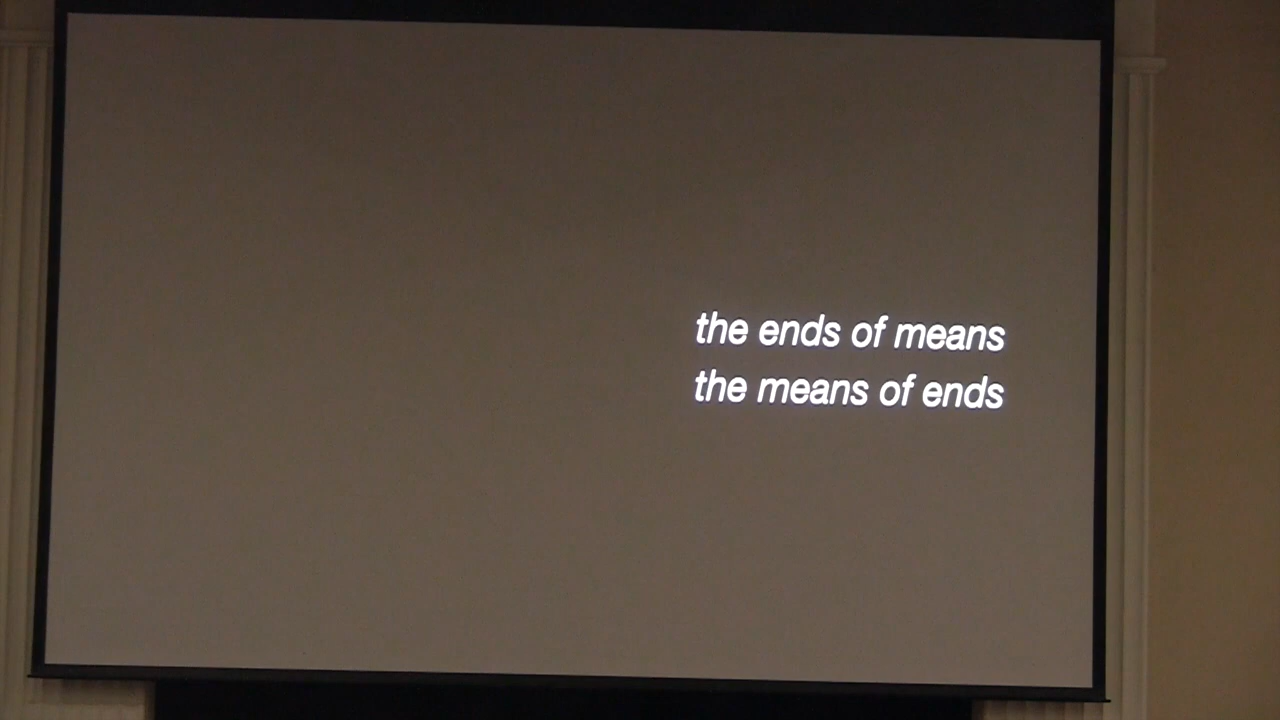 the ends of means
the means of ends